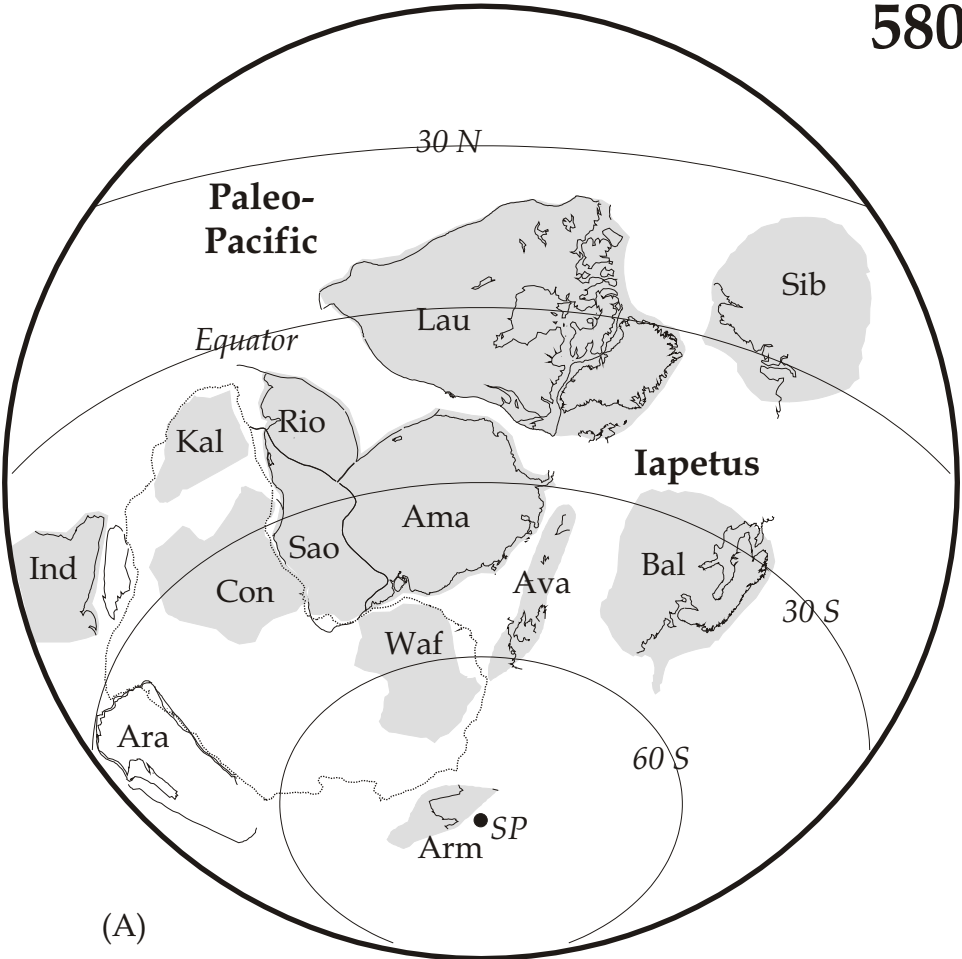 580
30 N
Paleo-
Pacific
Sib
Lau
Equator
Rio
Kal
Iapetus
Ama
Sao
Ind
Con
Ava
Bal
30 S
Waf
Ara
60 S
SP
Arm
(A)